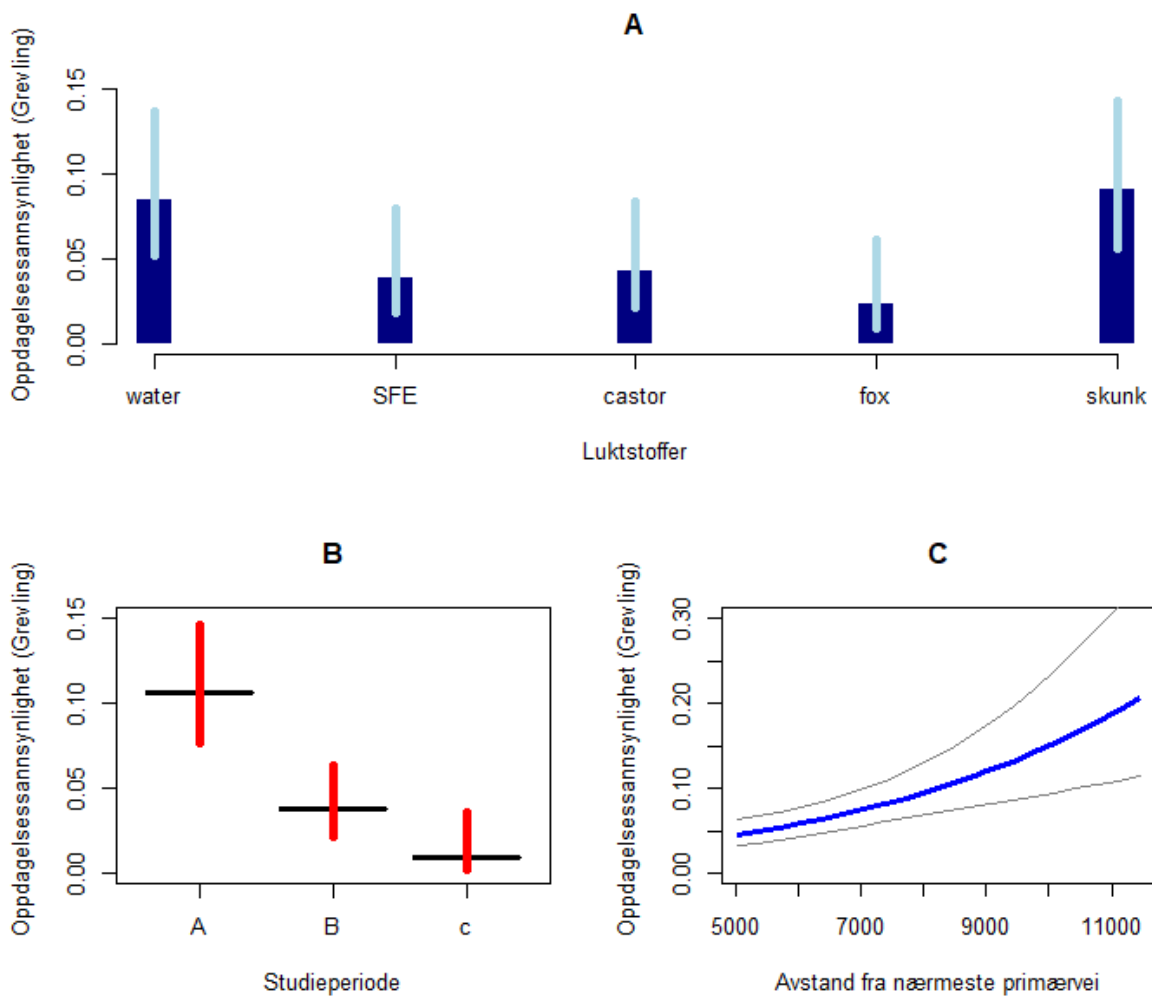 A
Oppdagelsessannsynlighet (Grevling)
0.15
0.10
0.05
0.00
water SFE castor fox skunk
Luktstoffer
B
Oppdagelsessannsynlighet (Grevling)
0.15
0.10
0.05
0.00
A B c
Studieperiode
C
Oppdagelsessannsynlighet (Grevling)
0.30
0.20
0.10
0.00
5000 7000 9000 11000
Avstand fra nærmeste primærvei